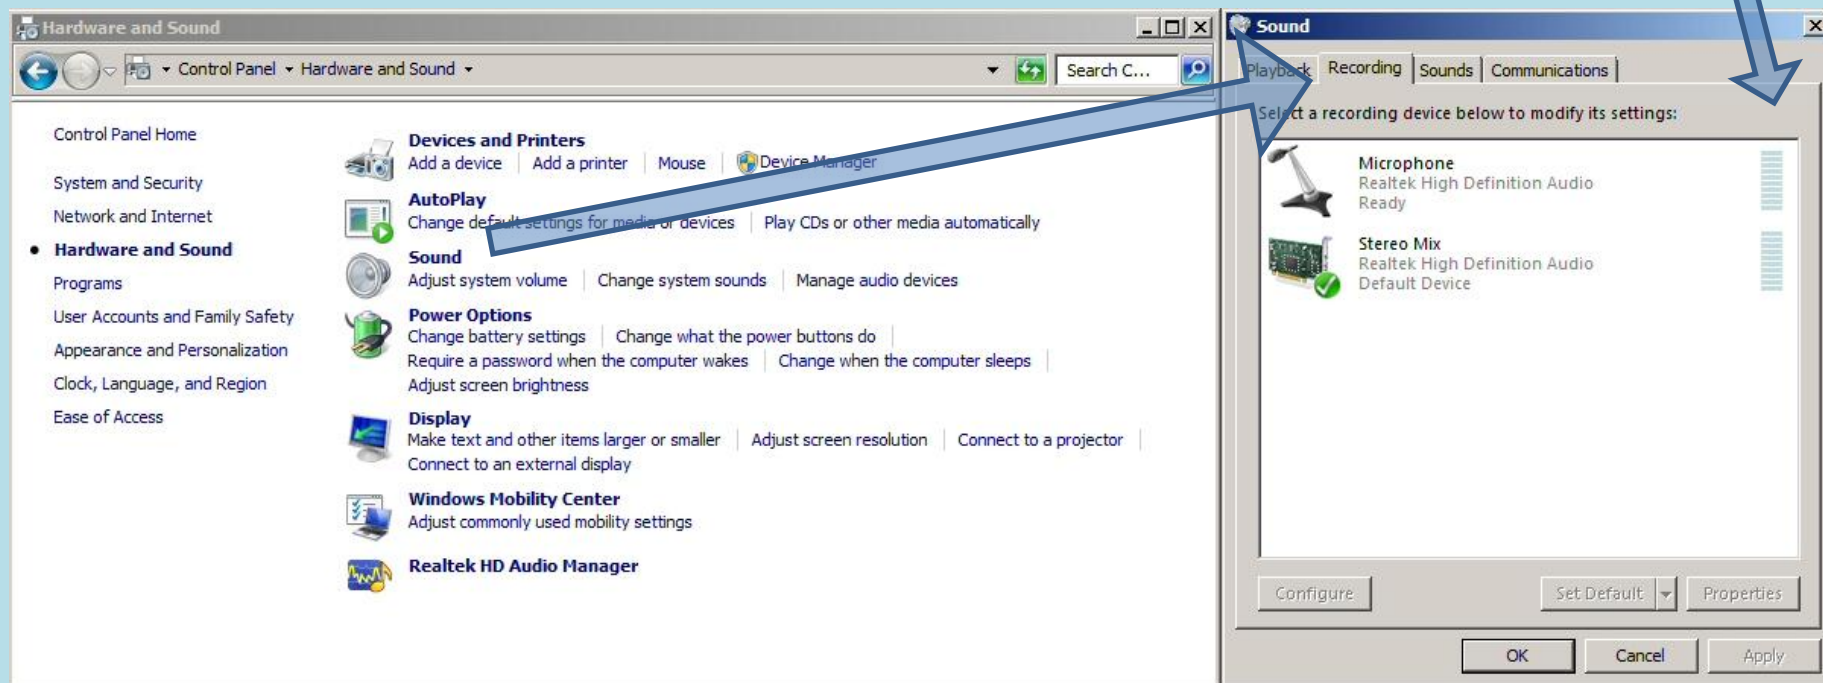 Hardware and Sound
Control Panel Hardware and Sound Search C...
Control Panel Home
System and Security
Network and Internet
Hardware and Sound
Programs
User Accounts and Family Safety
Appearance and Personalization
Clock, Language, and Region
Ease of Access
Devices and Printers
Add a device Add a printer Mouse Device Manager
AutoPlay
Change default settings for media or devices Play CDs or other media automatically
Sound
Adjust system volume Change system sounds Manage audio devices
Power Options
Change battery settings Change what the power buttons do
Require a password when the computer wakes Change when the computer sleeps
Adjust screen brightness
Display
Make text and other items larger or smaller Adjust screen resolution Connect to a projector
Connect to an external display
Windows Mobility Center
Adjust commonly used mobility settings
Realtek HD Audio Manager
Sound
Playback Recording Sounds Communications
Select a recording device below to modify its settings:
Microphone
Realtek High Definition Audio
Ready
Stereo Mix
Realtek High Definition Audio
Default Device
Configure Set Default Properties
OK Cancel Apply